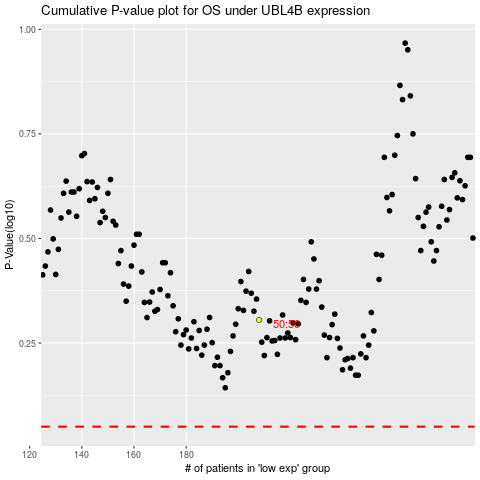 Cumulative P-value plot for OS under UBL4B expression
P-Value(log10)
1.00
0.75
0.50
0.25
50:50
120 140 160 180
# of patients in 'low exp' group